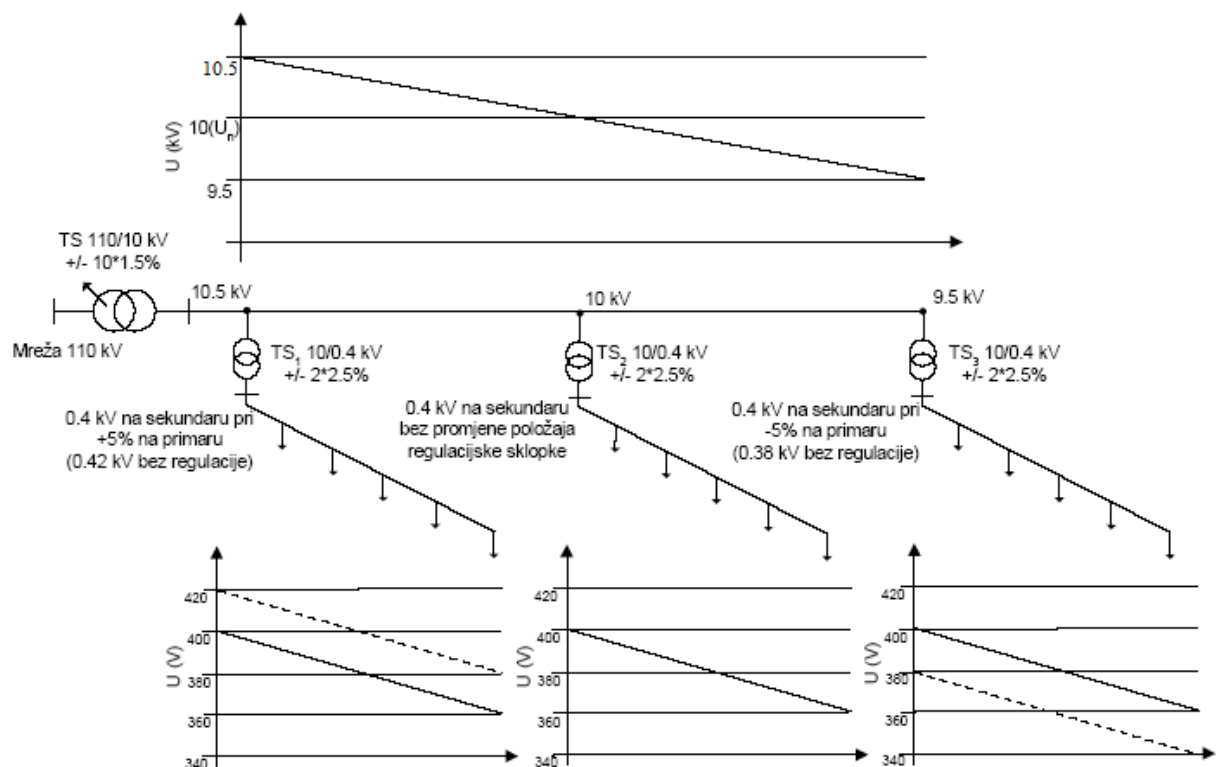 10.5
10(Uₙ)
9.5
U (kV)
TS 110/10 kV
+/- 10*1.5%
10.5 kV
10 kV
9.5 kV
Mreža 110 kV
TS₁ 10/0.4 kV
+/- 2*2.5%
TS₂ 10/0.4 kV
+/- 2*2.5%
TS₃ 10/0.4 kV
+/- 2*2.5%
0.4 kV na sekundaru pri
+5% na primaru
(0.42 kV bez regulacije)
0.4 kV na sekundaru
bez promjene položaja
regulacijske sklopke
0.4 kV na sekundaru pri
-5% na primaru
(0.38 kV bez regulacije)
420
400
380
360
340
U (V)
420
400
380
360
340
U (V)
420
400
380
360
340
U (V)